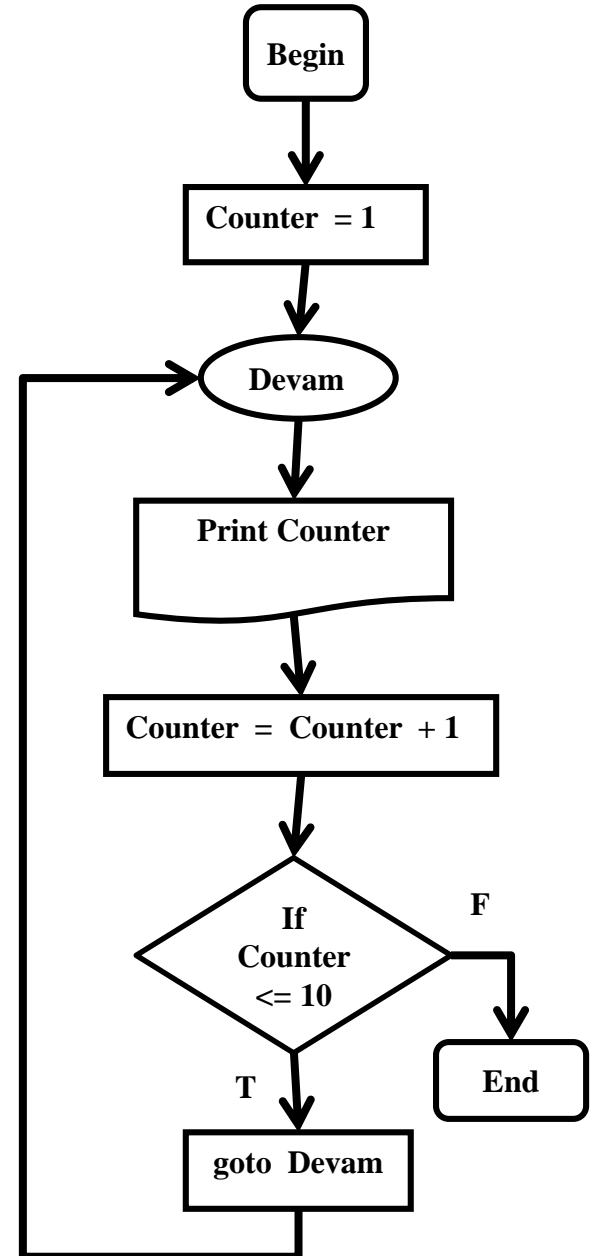 Begin
Counter = 1
Devam
Print Counter
Counter = Counter + 1
If
Counter
<= 10
F
End
T
goto Devam